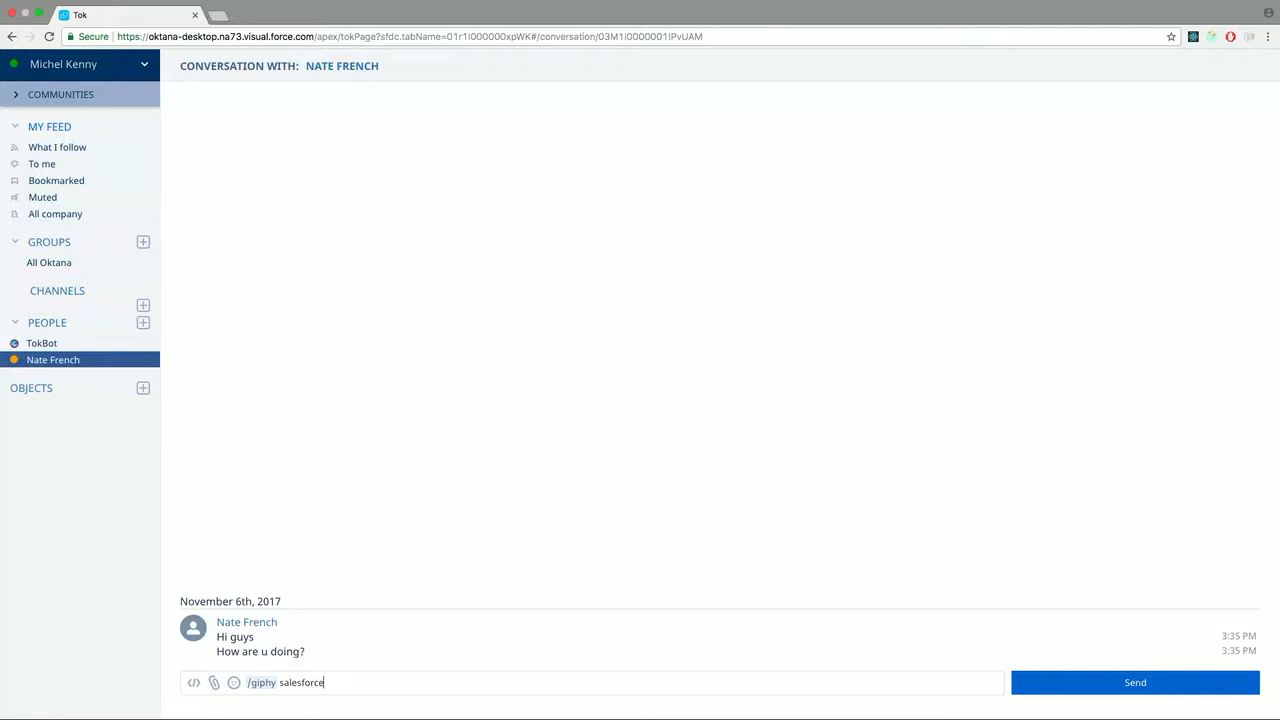 Tok
Secure https://oktana-desktop.na73.visual.force.com/apex/tokPage?sfdc.tabName=01r1I000000xpWK#/conversation/03M1I0000001IPvUAM
Michel Kenny
CONVERSATION WITH: NATE FRENCH
COMMUNITIES
MY FEED
What I follow
To me
Bookmarked
Muted
All company
GROUPS
All Oktana
CHANNELS
PEOPLE
TokBot
Nate French
OBJECTS
November 6th, 2017
Nate French
Hi guys 3:35 PM
How are u doing? 3:35 PM
/giphy salesforce
Send